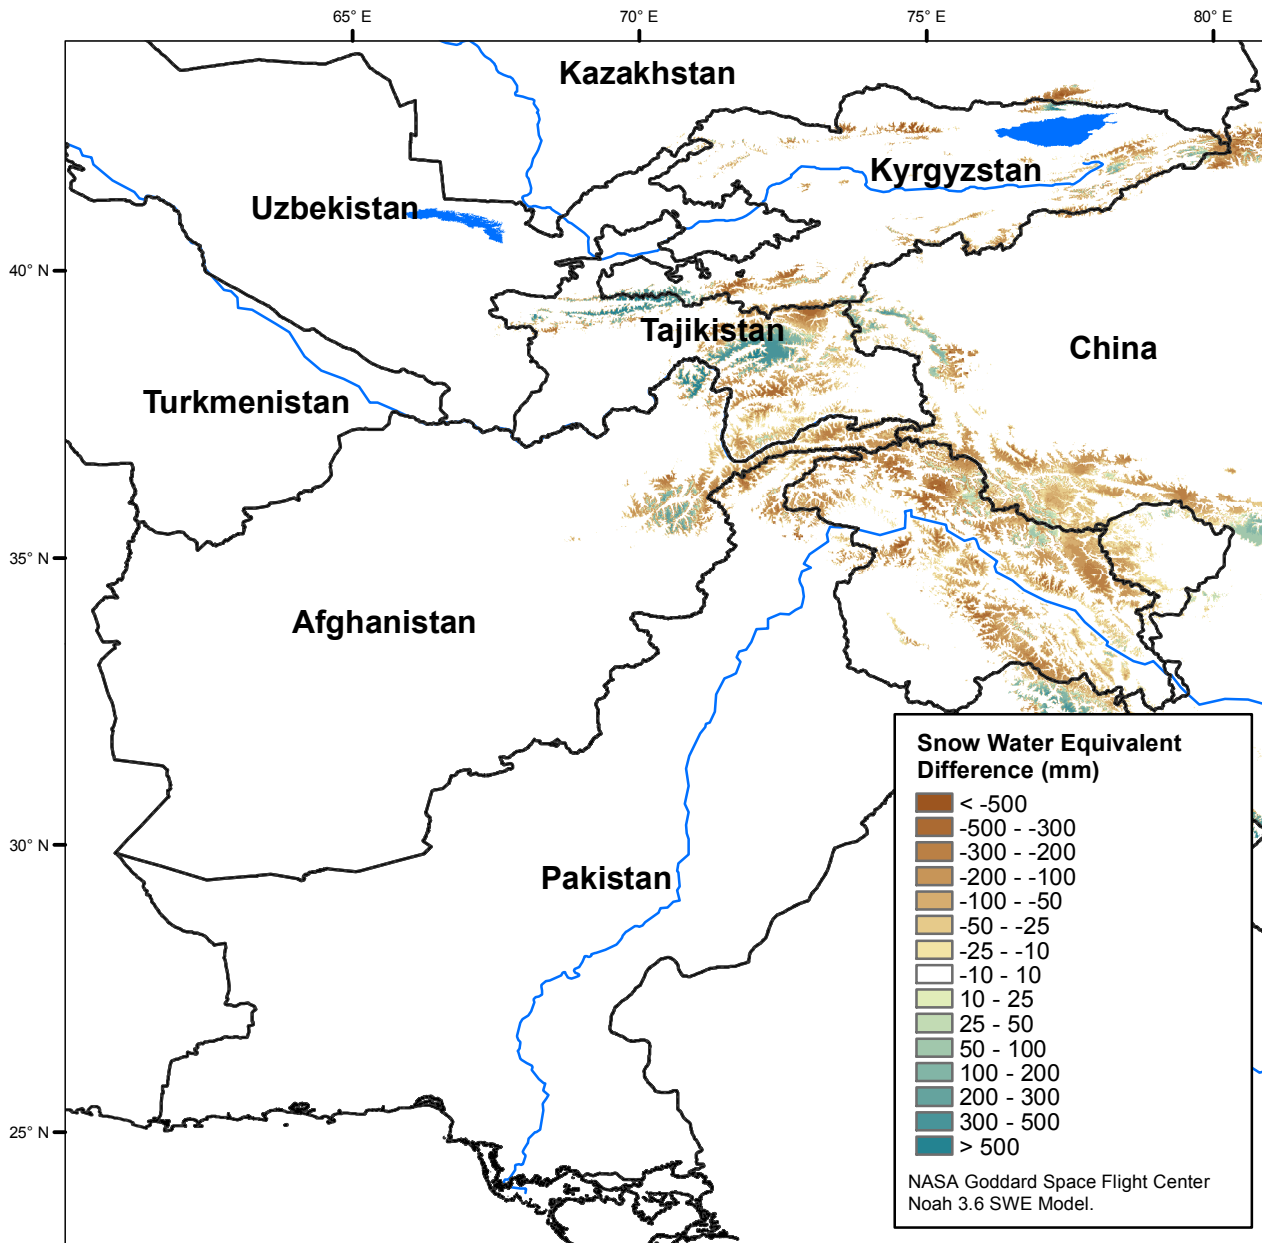 65° E
70° E
75° E
80° E
Kazakhstan
Kyrgyzstan
Uzbekistan
40° N
Tajikistan
China
Turkmenistan
35° N
Afghanistan
30° N
Pakistan
25° N
Snow Water Equivalent
Difference (mm)
< -500
-500 - -300
-300 - -200
-200 - -100
-100 - -50
-50 - -25
-25 - -10
-10 - 10
10 - 25
25 - 50
50 - 100
100 - 200
200 - 300
300 - 500
> 500
NASA Goddard Space Flight Center
Noah 3.6 SWE Model.